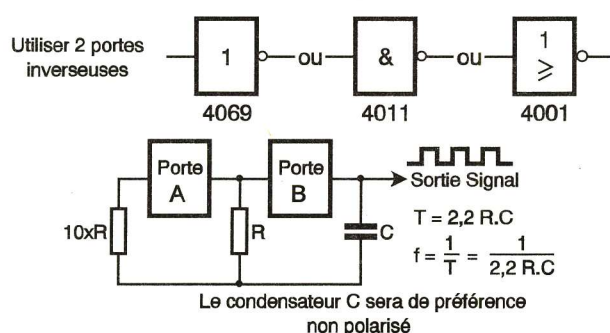 Utiliser 2 portes
inverseuses
1 ou & ou 1
≥
4069 4011 4001
Porte
A
Porte
B
10xR
R
C
Sortie Signal
T = 2,2 R.C
f = 1/T = 1/2,2 R.C
Le condensateur C sera de préférence
non polarisé